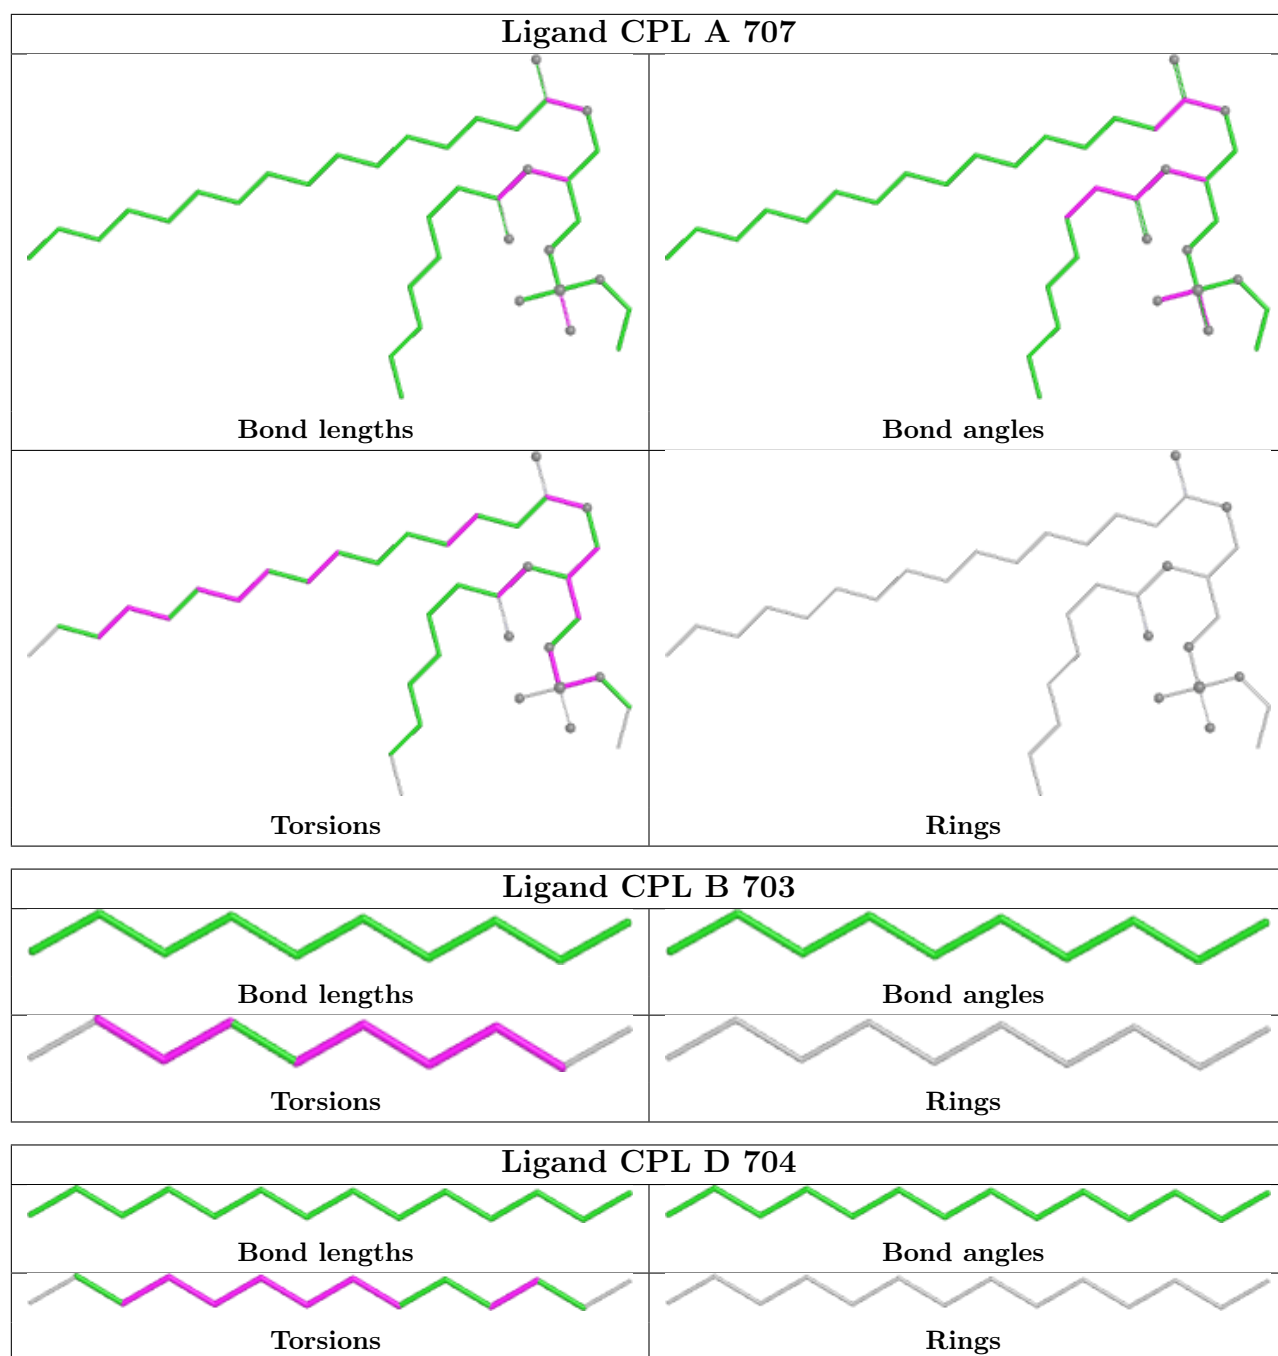 Ligand CPL A 707
Bond lengths
Bond angles
Torsions
Rings
Ligand CPL B 703
Bond lengths
Bond angles
Torsions
Rings
Ligand CPL D 704
Bond lengths
Bond angles
Torsions
Rings